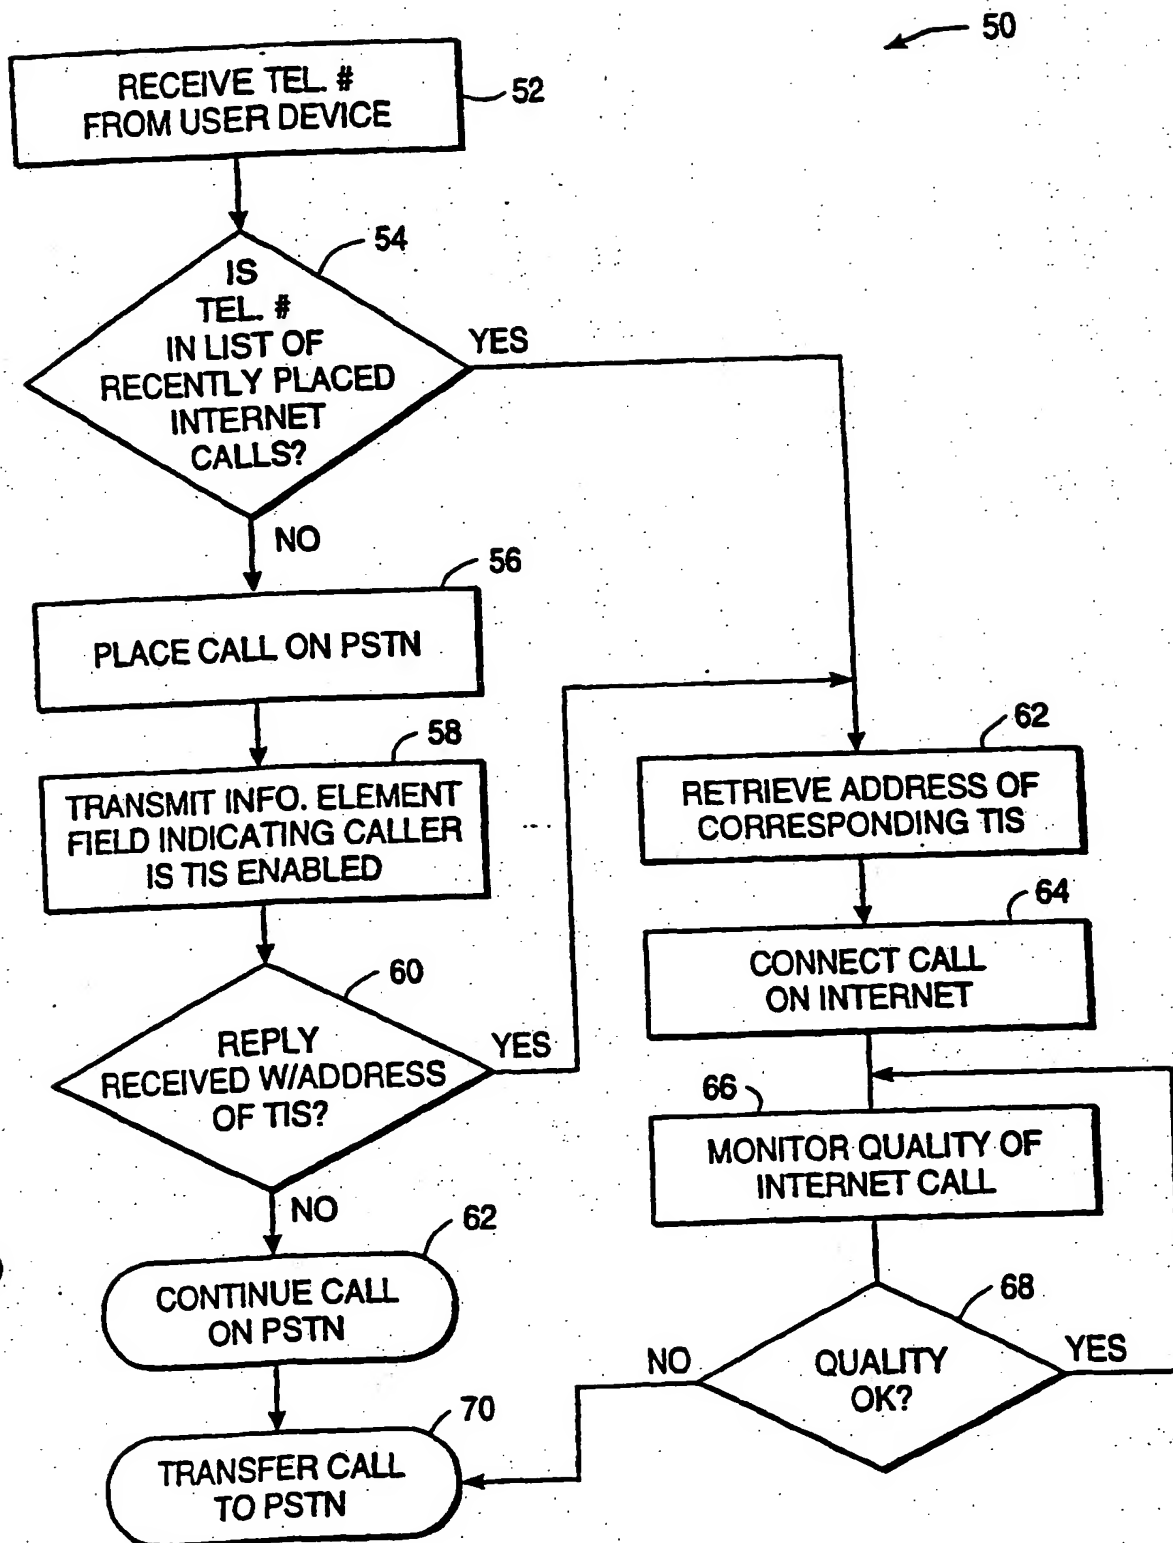 50
RECEIVE TEL. #
FROM USER DEVICE
52
54
IS
TEL. #
IN LIST OF
RECENTLY PLACED
INTERNET
CALLS?
YES
NO
56
PLACE CALL ON PSTN
58
TRANSMIT INFO. ELEMENT
FIELD INDICATING CALLER
IS TIS ENABLED
60
REPLY
RECEIVED W/ADDRESS
OF TIS?
YES
NO
62
CONTINUE CALL
ON PSTN
70
TRANSFER CALL
TO PSTN
62
RETRIEVE ADDRESS OF
CORRESPONDING TIS
64
CONNECT CALL
ON INTERNET
66
MONITOR QUALITY OF
INTERNET CALL
68
QUALITY
OK?
NO
YES